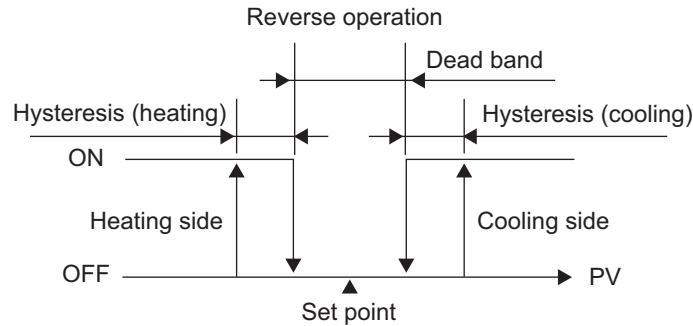 Reverse operation
Dead band
Hysteresis (heating)
Hysteresis (cooling)
ON
Heating side
Cooling side
OFF
PV
Set point